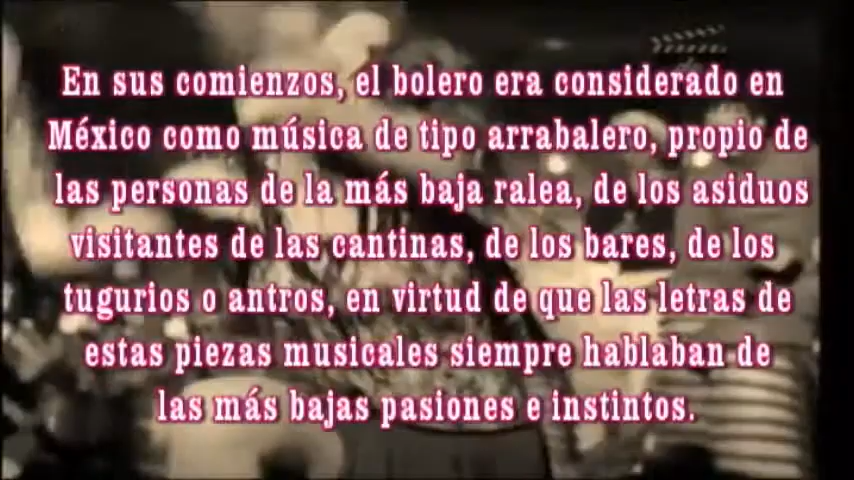 En sus comienzos, el bolero era considerado en
México como música de tipo arrabalero, propio de
las personas de la más baja ralea, de los asiduos
visitantes de las cantinas, de los bares, de los
tugurios o antros, en virtud de que las letras de
estas piezas musicales siempre hablaban de
las más bajas pasiones e instintos.